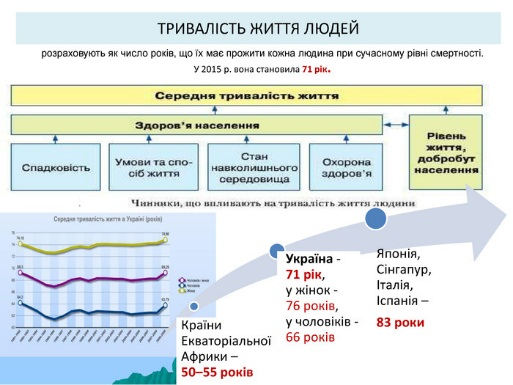 ТРИВАЛІСТЬ ЖИТТЯ ЛЮДЕЙ
розраховують як число років, що їх має прожити кожна людина при сучасному рівні смертності.
У 2015 р. вона становила 71 рік.
Середня тривалість життя
Здоров'я населення
Рівень
життя,
добробут
населення
Спадковість
Умови та спо-
сіб життя
Стан
навколишнього
середовища
Охорона
здоров'я
Чинники, що впливають на тривалість життя людини
Середня тривалість життя в Україні (років)
Країни
Екваторіальної
Африки –
50–55 років
Україна -
71 рік,
у жінок -
76 років,
у чоловіків -
66 років
Японія,
Сінгапур,
Італія,
Іспанія –
83 роки